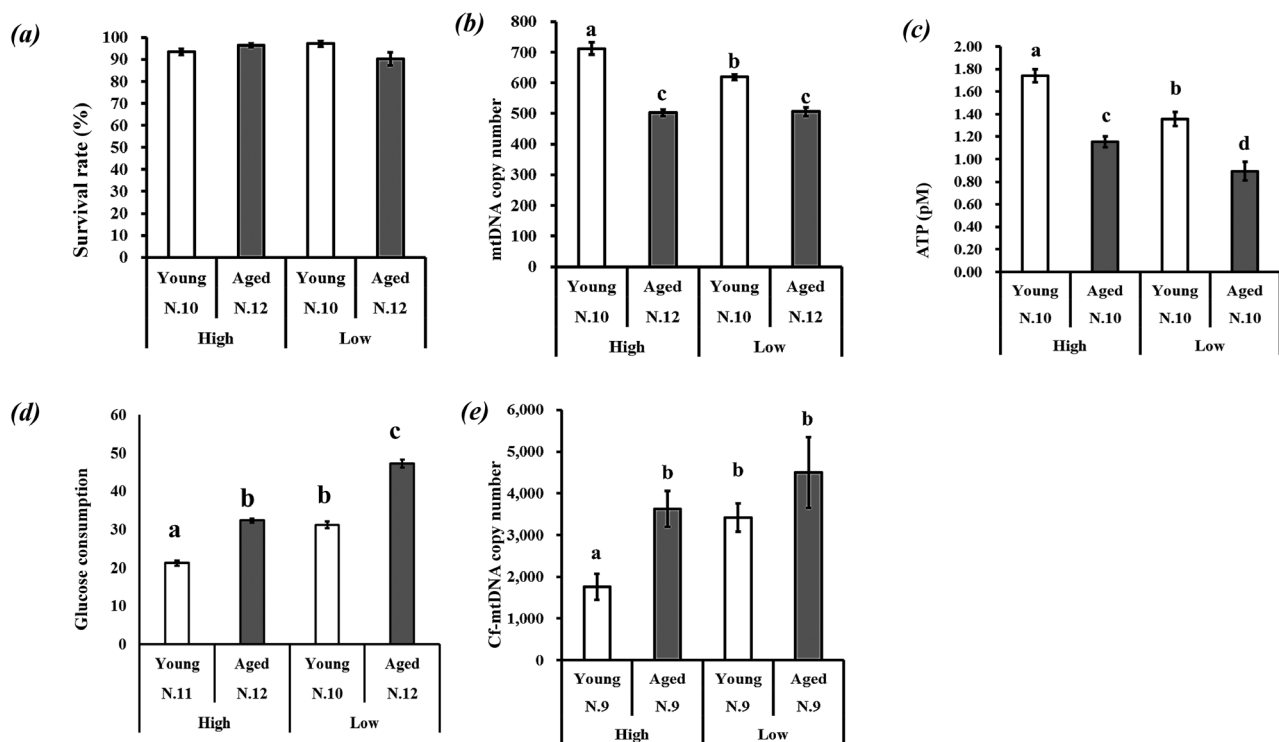 (a)
Survival rate (%)
100
90
80
70
60
50
40
30
20
10
0
Young Aged Young Aged
N.10 N.12 N.10 N.12
High Low
(b)
mtDNA copy number
800
700
600
500
400
300
200
100
0
a
c
b
c
Young Aged Young Aged
N.10 N.12 N.10 N.12
High Low
(c)
ATP (pM)
2.00
1.80
1.60
1.40
1.20
1.00
0.80
0.60
0.40
0.20
0.00
a
c
b
d
Young Aged Young Aged
N.10 N.10 N.10 N.10
High Low
(d)
Glucose consumption
60
50
40
30
20
10
0
a
b
b
c
Young Aged Young Aged
N.11 N.12 N.10 N.12
High Low
(e)
Cf-mtDNA copy number
6,000
5,000
4,000
3,000
2,000
1,000
0
a
b
b
b
Young Aged Young Aged
N.9 N.9 N.9 N.9
High Low